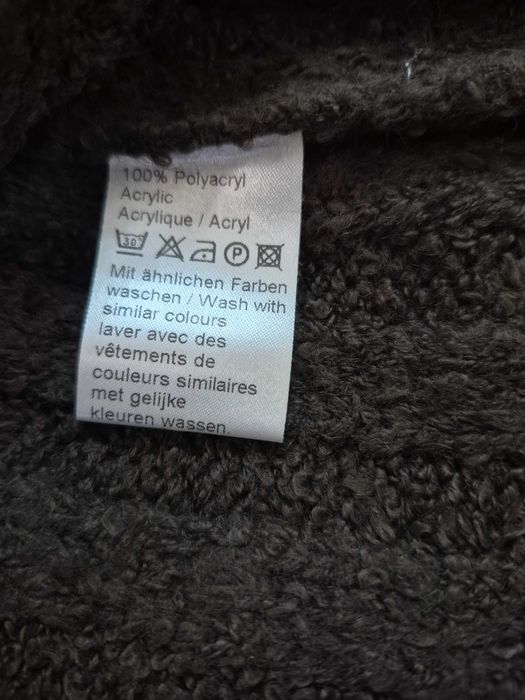 100% Polyacryl
Acrylic
Acrylique / Acryl
30 P
Mit ähnlichen Farben
waschen / Wash with
similar colours
laver avec des
vêtements de
couleurs similaires
met gelijke
kleuren wassen.